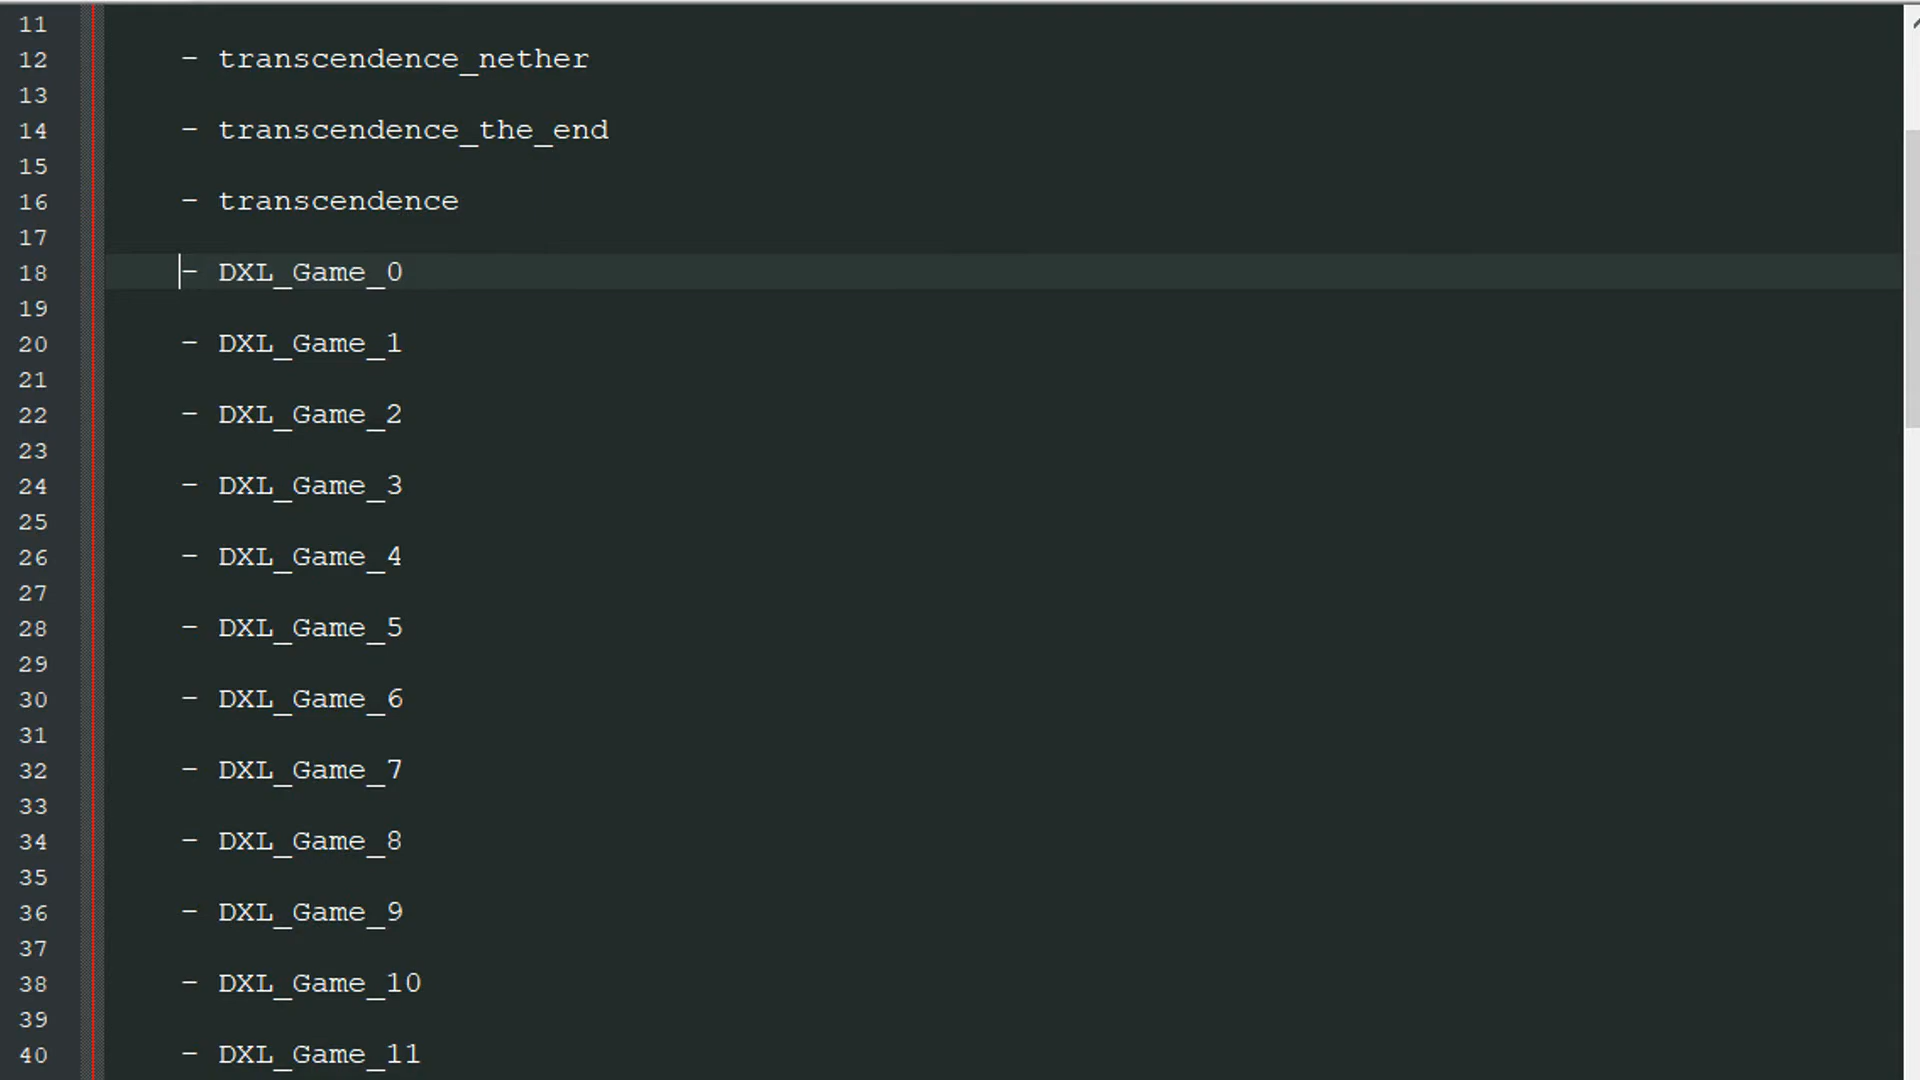 11
12 - transcendence_nether
13
14 - transcendence_the_end
15
16 - transcendence
17
18 - DXL_Game_0
19
20 - DXL_Game_1
21
22 - DXL_Game_2
23
24 - DXL_Game_3
25
26 - DXL_Game_4
27
28 - DXL_Game_5
29
30 - DXL_Game_6
31
32 - DXL_Game_7
33
34 - DXL_Game_8
35
36 - DXL_Game_9
37
38 - DXL_Game_10
39
40 - DXL_Game_11